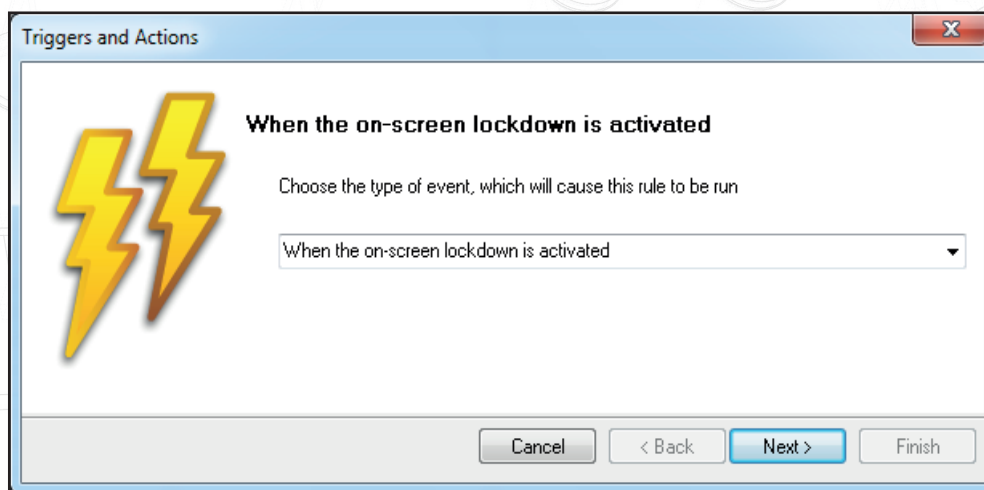 Triggers and Actions
When the on-screen lockdown is activated
Choose the type of event, which will cause this rule to be run
When the on-screen lockdown is activated
Cancel
< Back
Next >
Finish